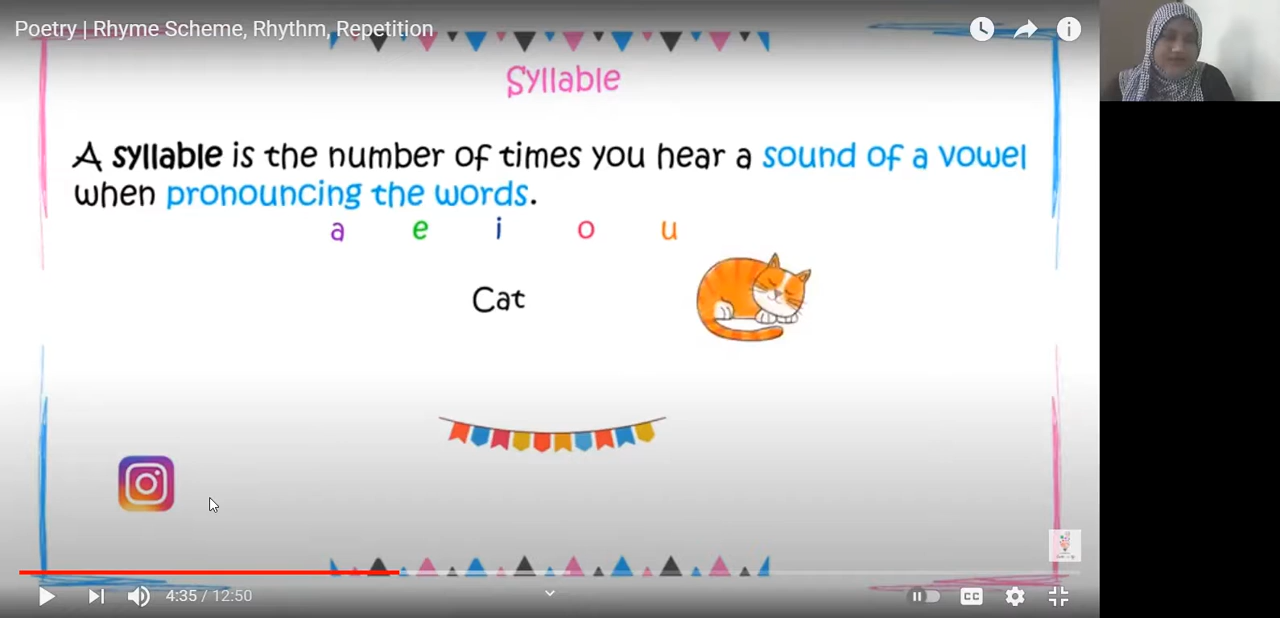 Poetry | Rhyme Scheme, Rhythm, Repetition
Syllable
A syllable is the number of times you hear a sound of a vowel
when pronouncing the words.
a e i o u
Cat
4:35 / 12:50
CC